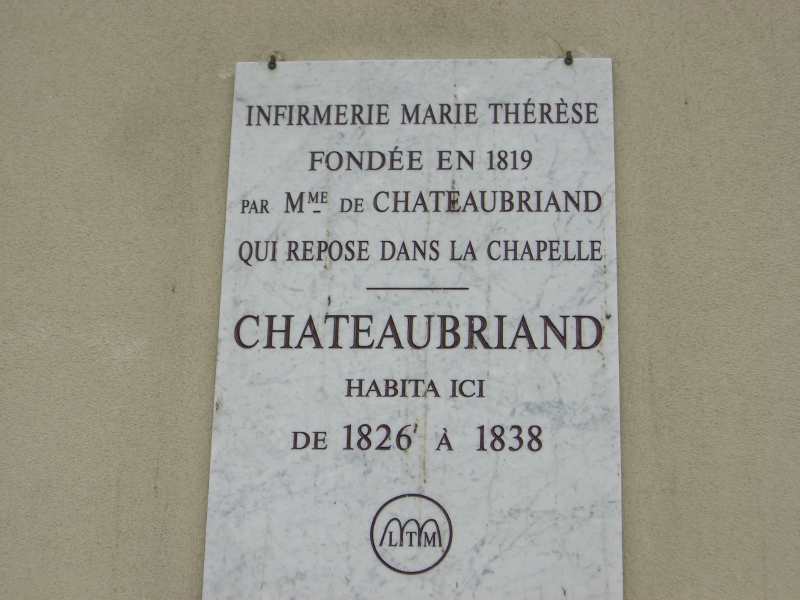 INFIRMERIE MARIE THÉRÈSE
FONDÉE EN 1819
PAR MME DE CHATEAUBRIAND
QUI REPOSE DANS LA CHAPELLE
CHATEAUBRIAND
HABITA ICI
DE 1826 À 1838
LTM